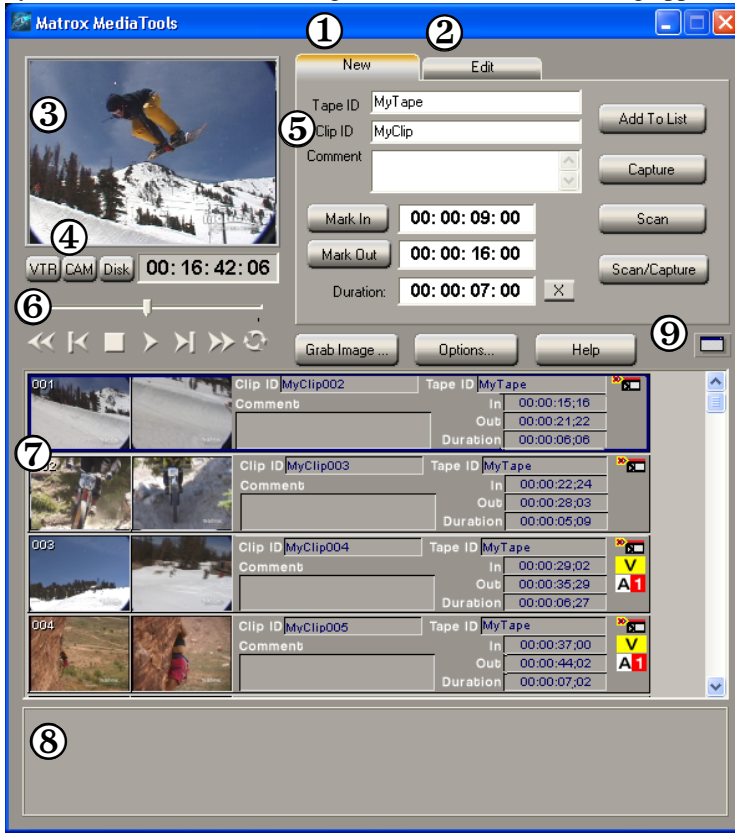 Matrox MediaTools
1
2
New
Edit
3
Tape ID MyTape
5
Clip ID MyClip
Comment
Add To List
Capture
Mark In 00:00:09:00
Scan
4
Mark Out 00:00:16:00
VTR CAM Disk 00:16:42:06
Scan/Capture
Duration: 00:00:07:00 X
6
9
Grab Image ... Options... Help
001 Clip ID MyClip002 Tape ID MyTape
Comment In 00:00:15;16
Out 00:00:21;22
Duration 00:00:06;06
7
Clip ID MyClip003 Tape ID MyTape
Comment In 00:00:22;24
Out 00:00:28;03
Duration 00:00:05;09
003 Clip ID MyClip004 Tape ID MyTape
Comment In 00:00:29;02 V
Out 00:00:35;29 A 1
Duration 00:00:06;27
004 Clip ID MyClip005 Tape ID MyTape
Comment In 00:00:37;00 V
Out 00:00:44;02 A 1
Duration 00:00:07;02
8